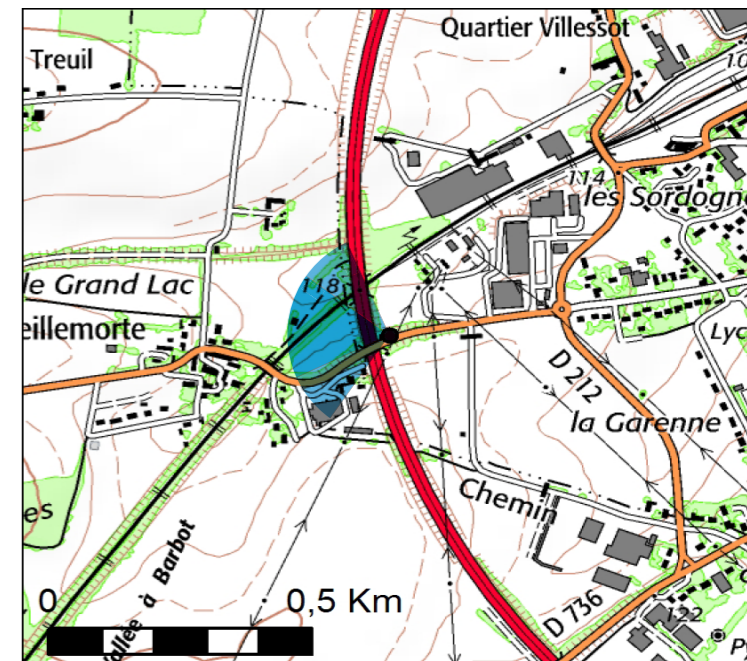 Quartier Villessot
Treuil
114
les Sordogne
118
le Grand Lac
eillemorte
Lyc
D 212
la Garenne
Chemin
es
Vallée à Barbot
0
0,5 Km
D 736
122